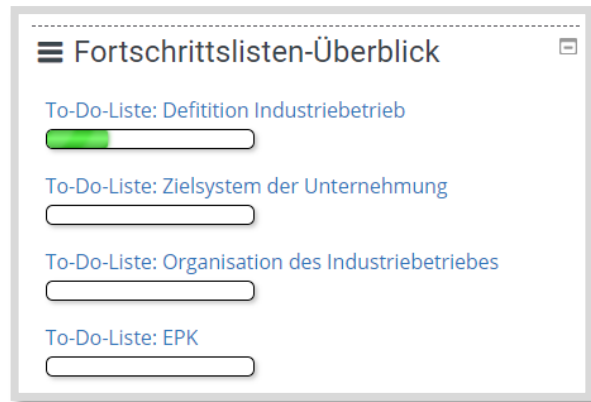 Fortschrittslisten-Überblick
To-Do-Liste: Defitition Industriebetrieb
To-Do-Liste: Zielsystem der Unternehmung
To-Do-Liste: Organisation des Industriebetriebes
To-Do-Liste: EPK